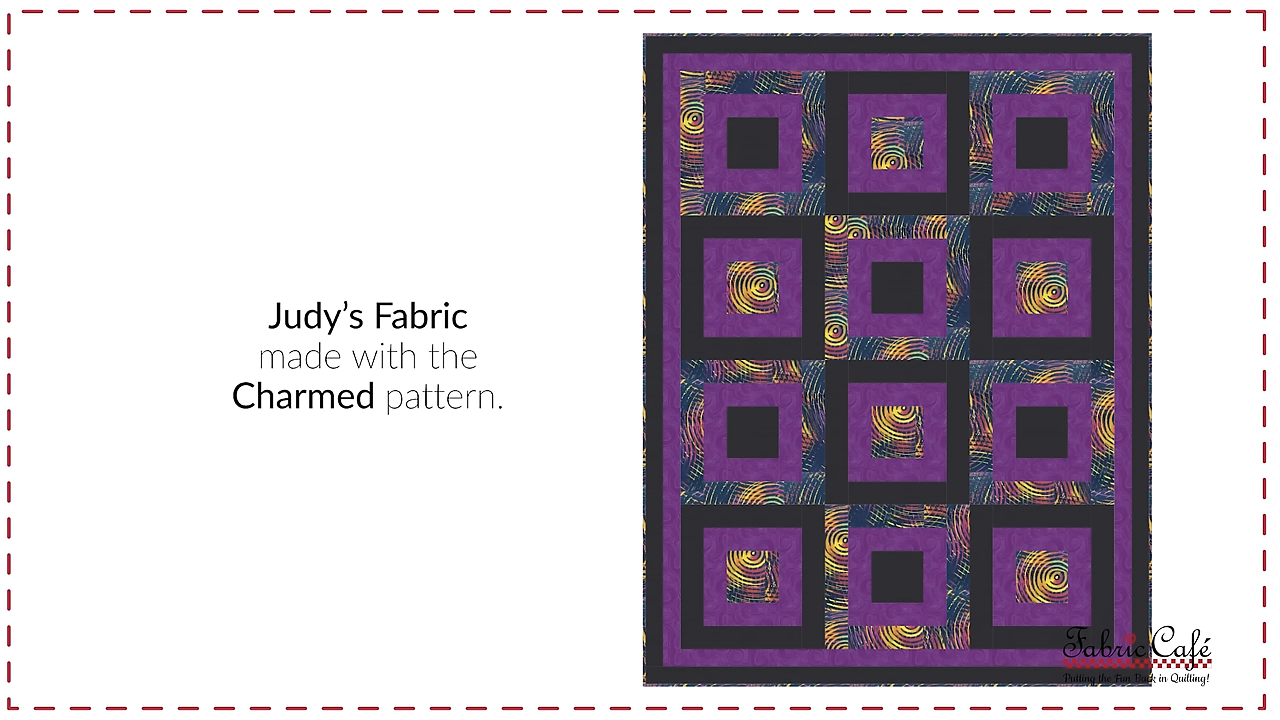 Judy’s Fabric
made with the
Charmed pattern.
Fabric Café
Putting the Fun Back in Quilting!